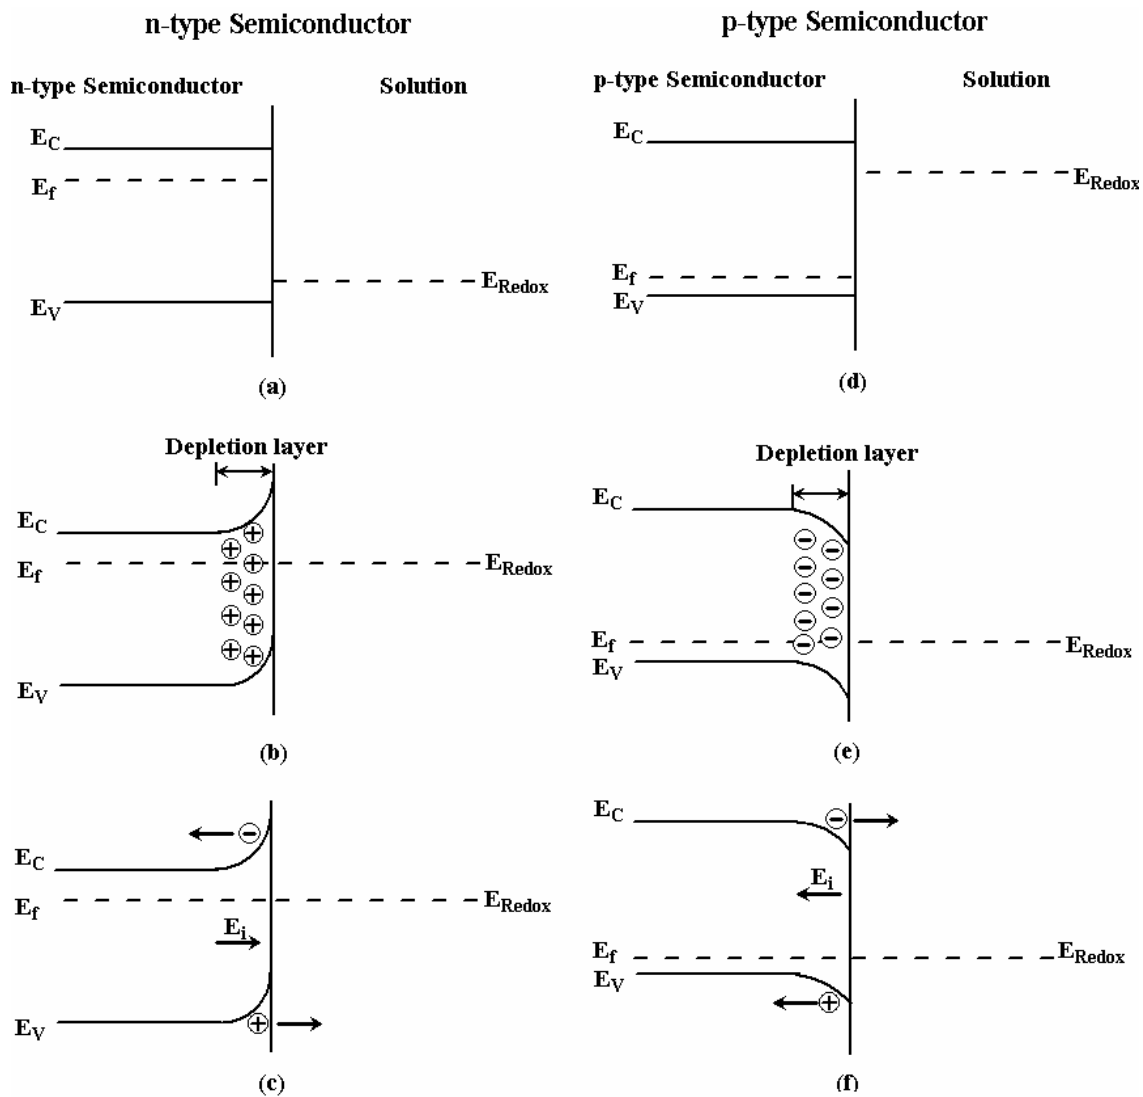 n-type Semiconductor
p-type Semiconductor
n-type Semiconductor
Solution
E_C
E_f
E_V
E_Redox
(a)
p-type Semiconductor
Solution
E_C
E_Redox
E_f
E_V
(d)
Depletion layer
E_C
E_f
E_Redox
E_V
(b)
Depletion layer
E_C
E_f
E_Redox
E_V
(e)
E_C
E_f
E_Redox
E_i
E_V
(c)
E_C
E_i
E_f
E_Redox
E_V
(f)